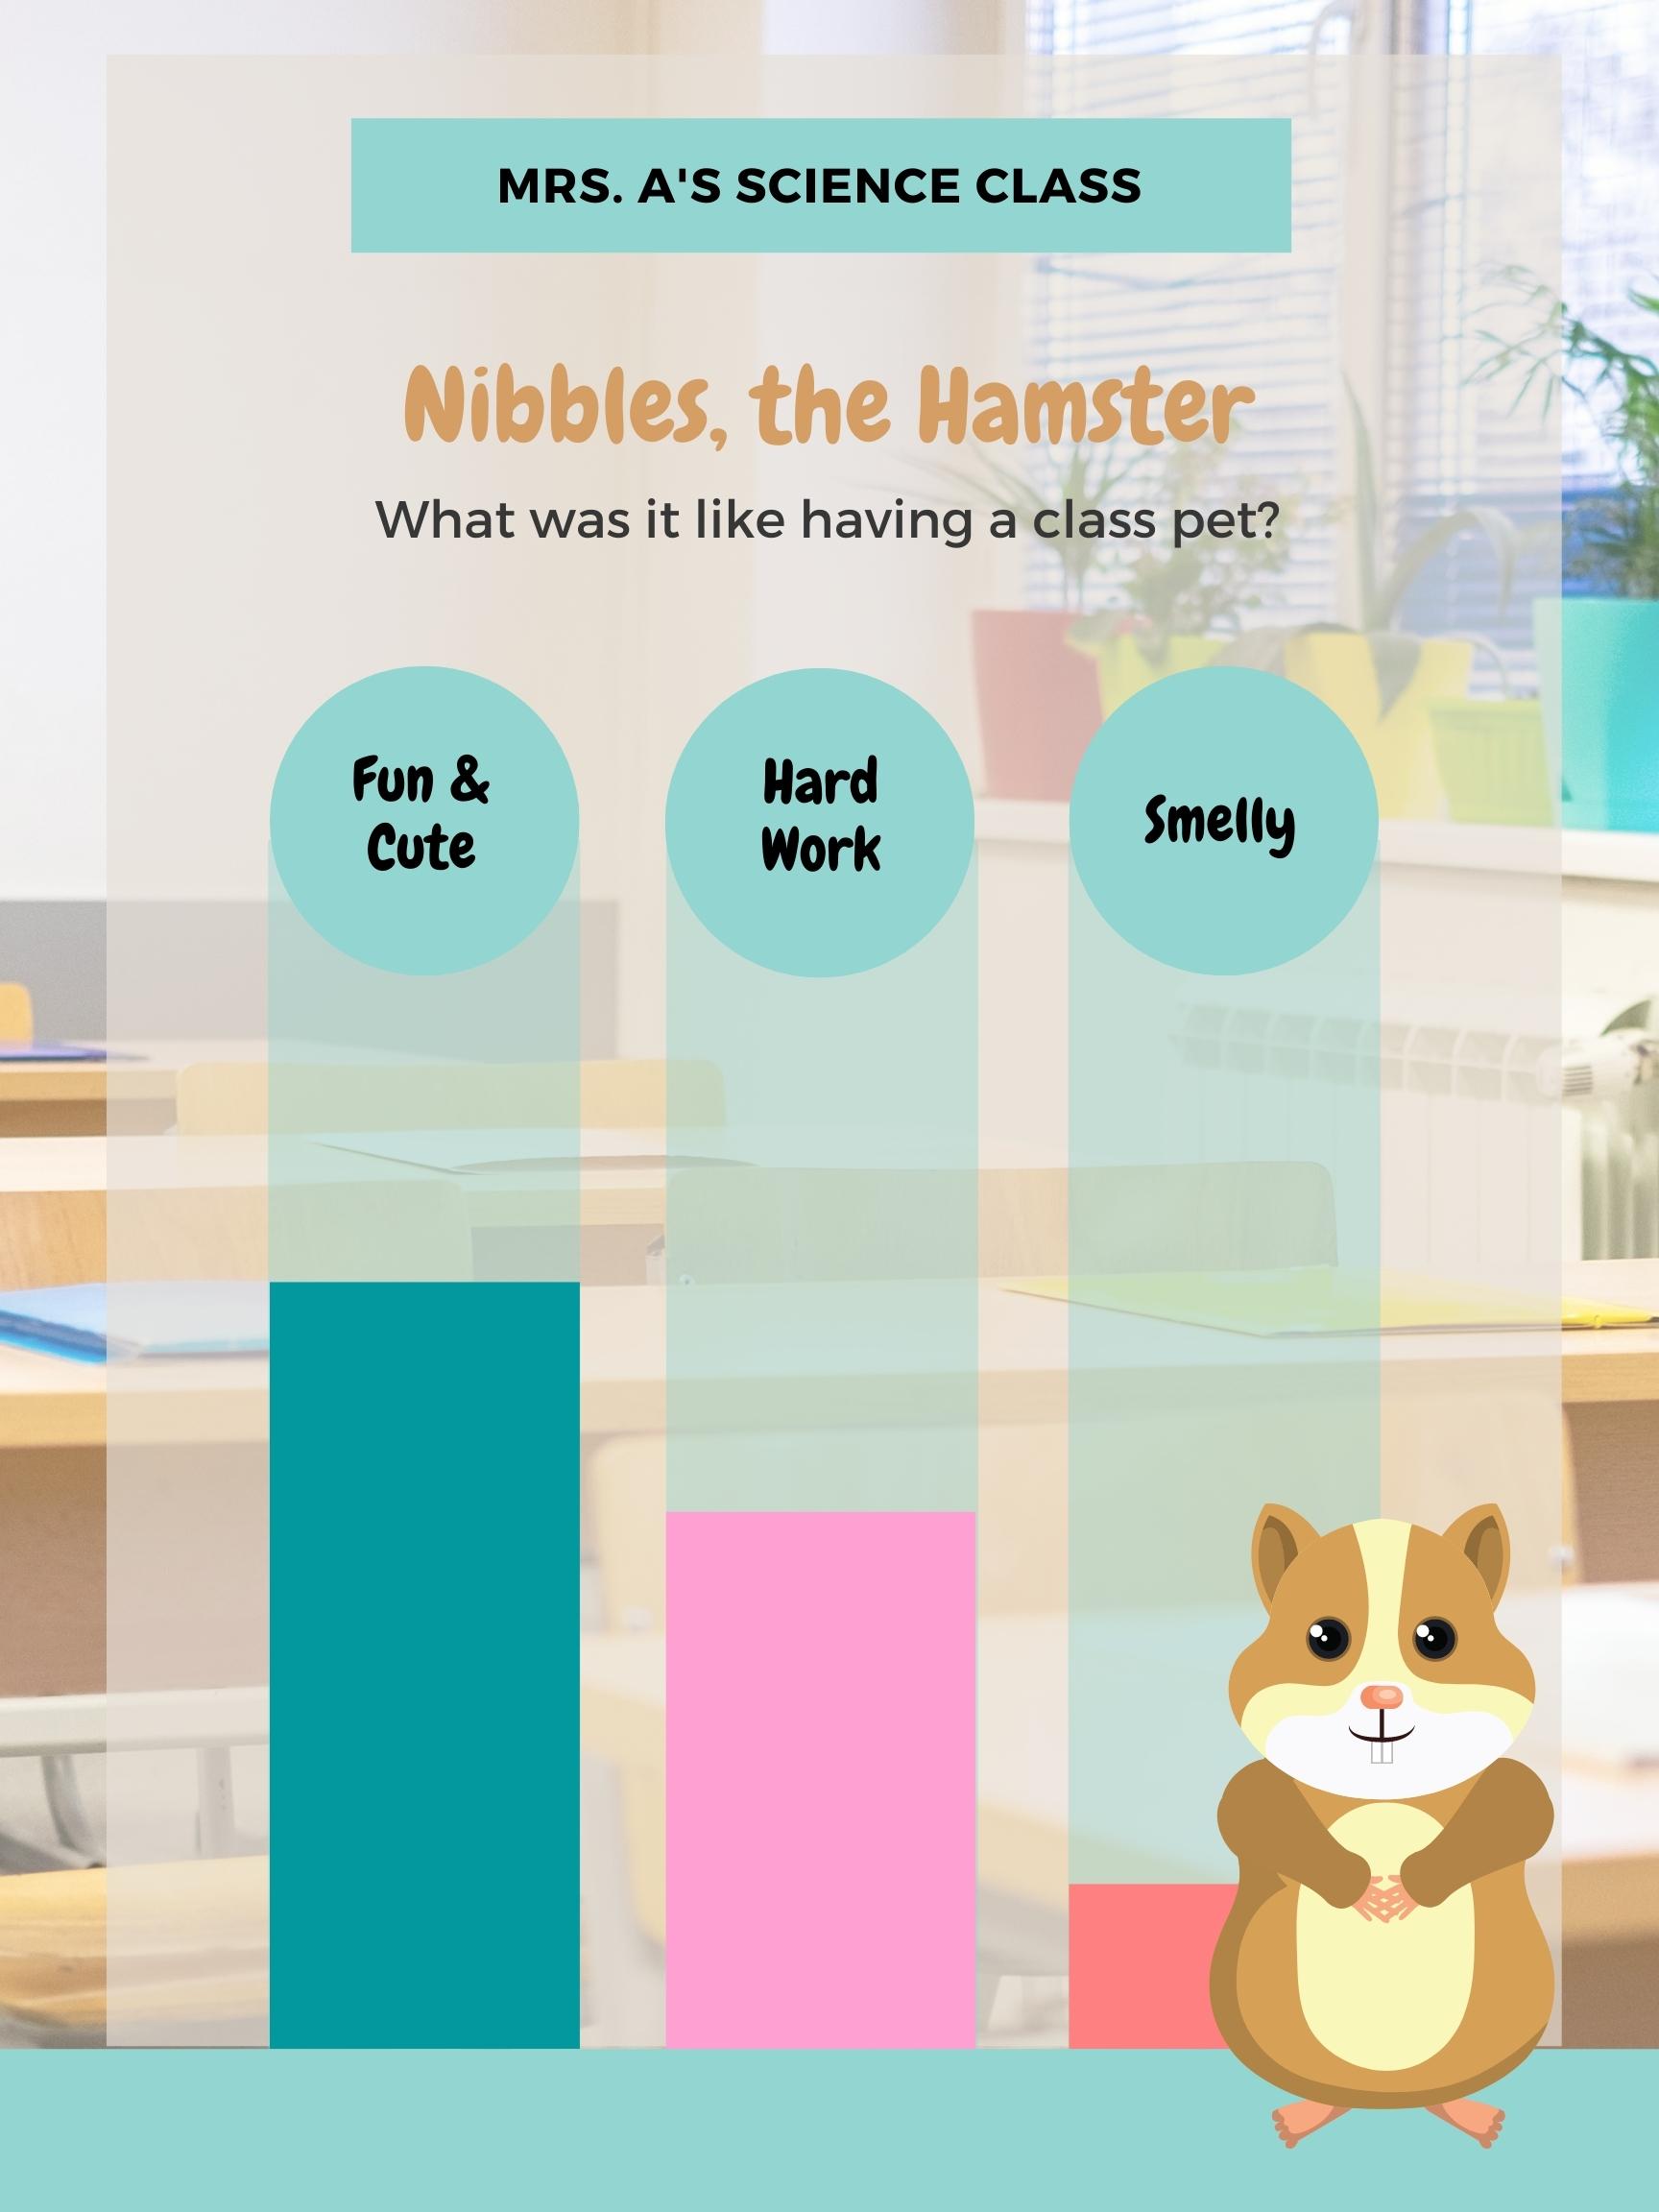 MRS. A'S SCIENCE CLASS
Nibbles, the Hamster
What was it like having a class pet?
Fun &
Cute
Hard
Work
Smelly